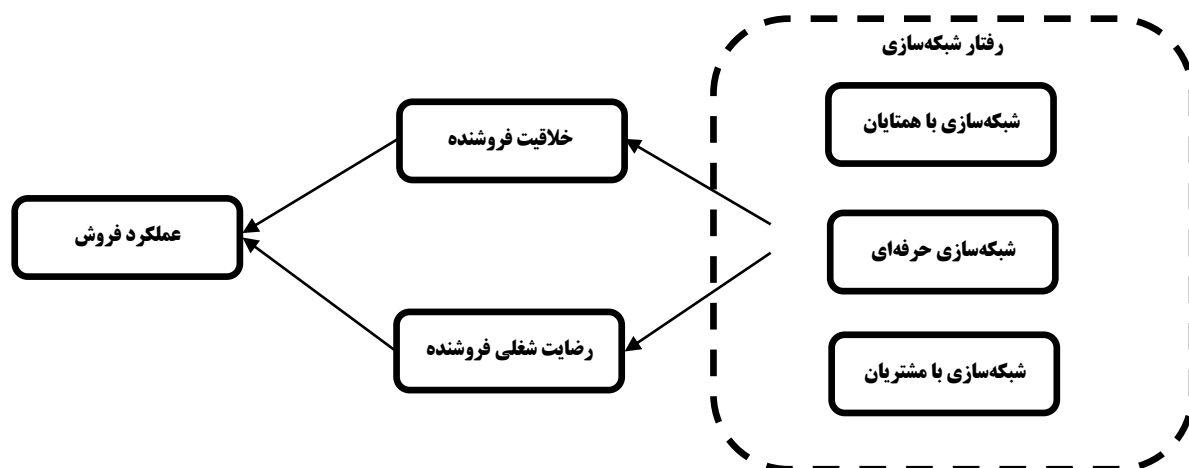 رفتار شبکه‌سازی
شبکه‌سازی با همتایان
شبکه‌سازی حرفه‌ای
شبکه‌سازی با مشتریان
خلاقیت فروشنده
رضایت شغلی فروشنده
عملکرد فروش